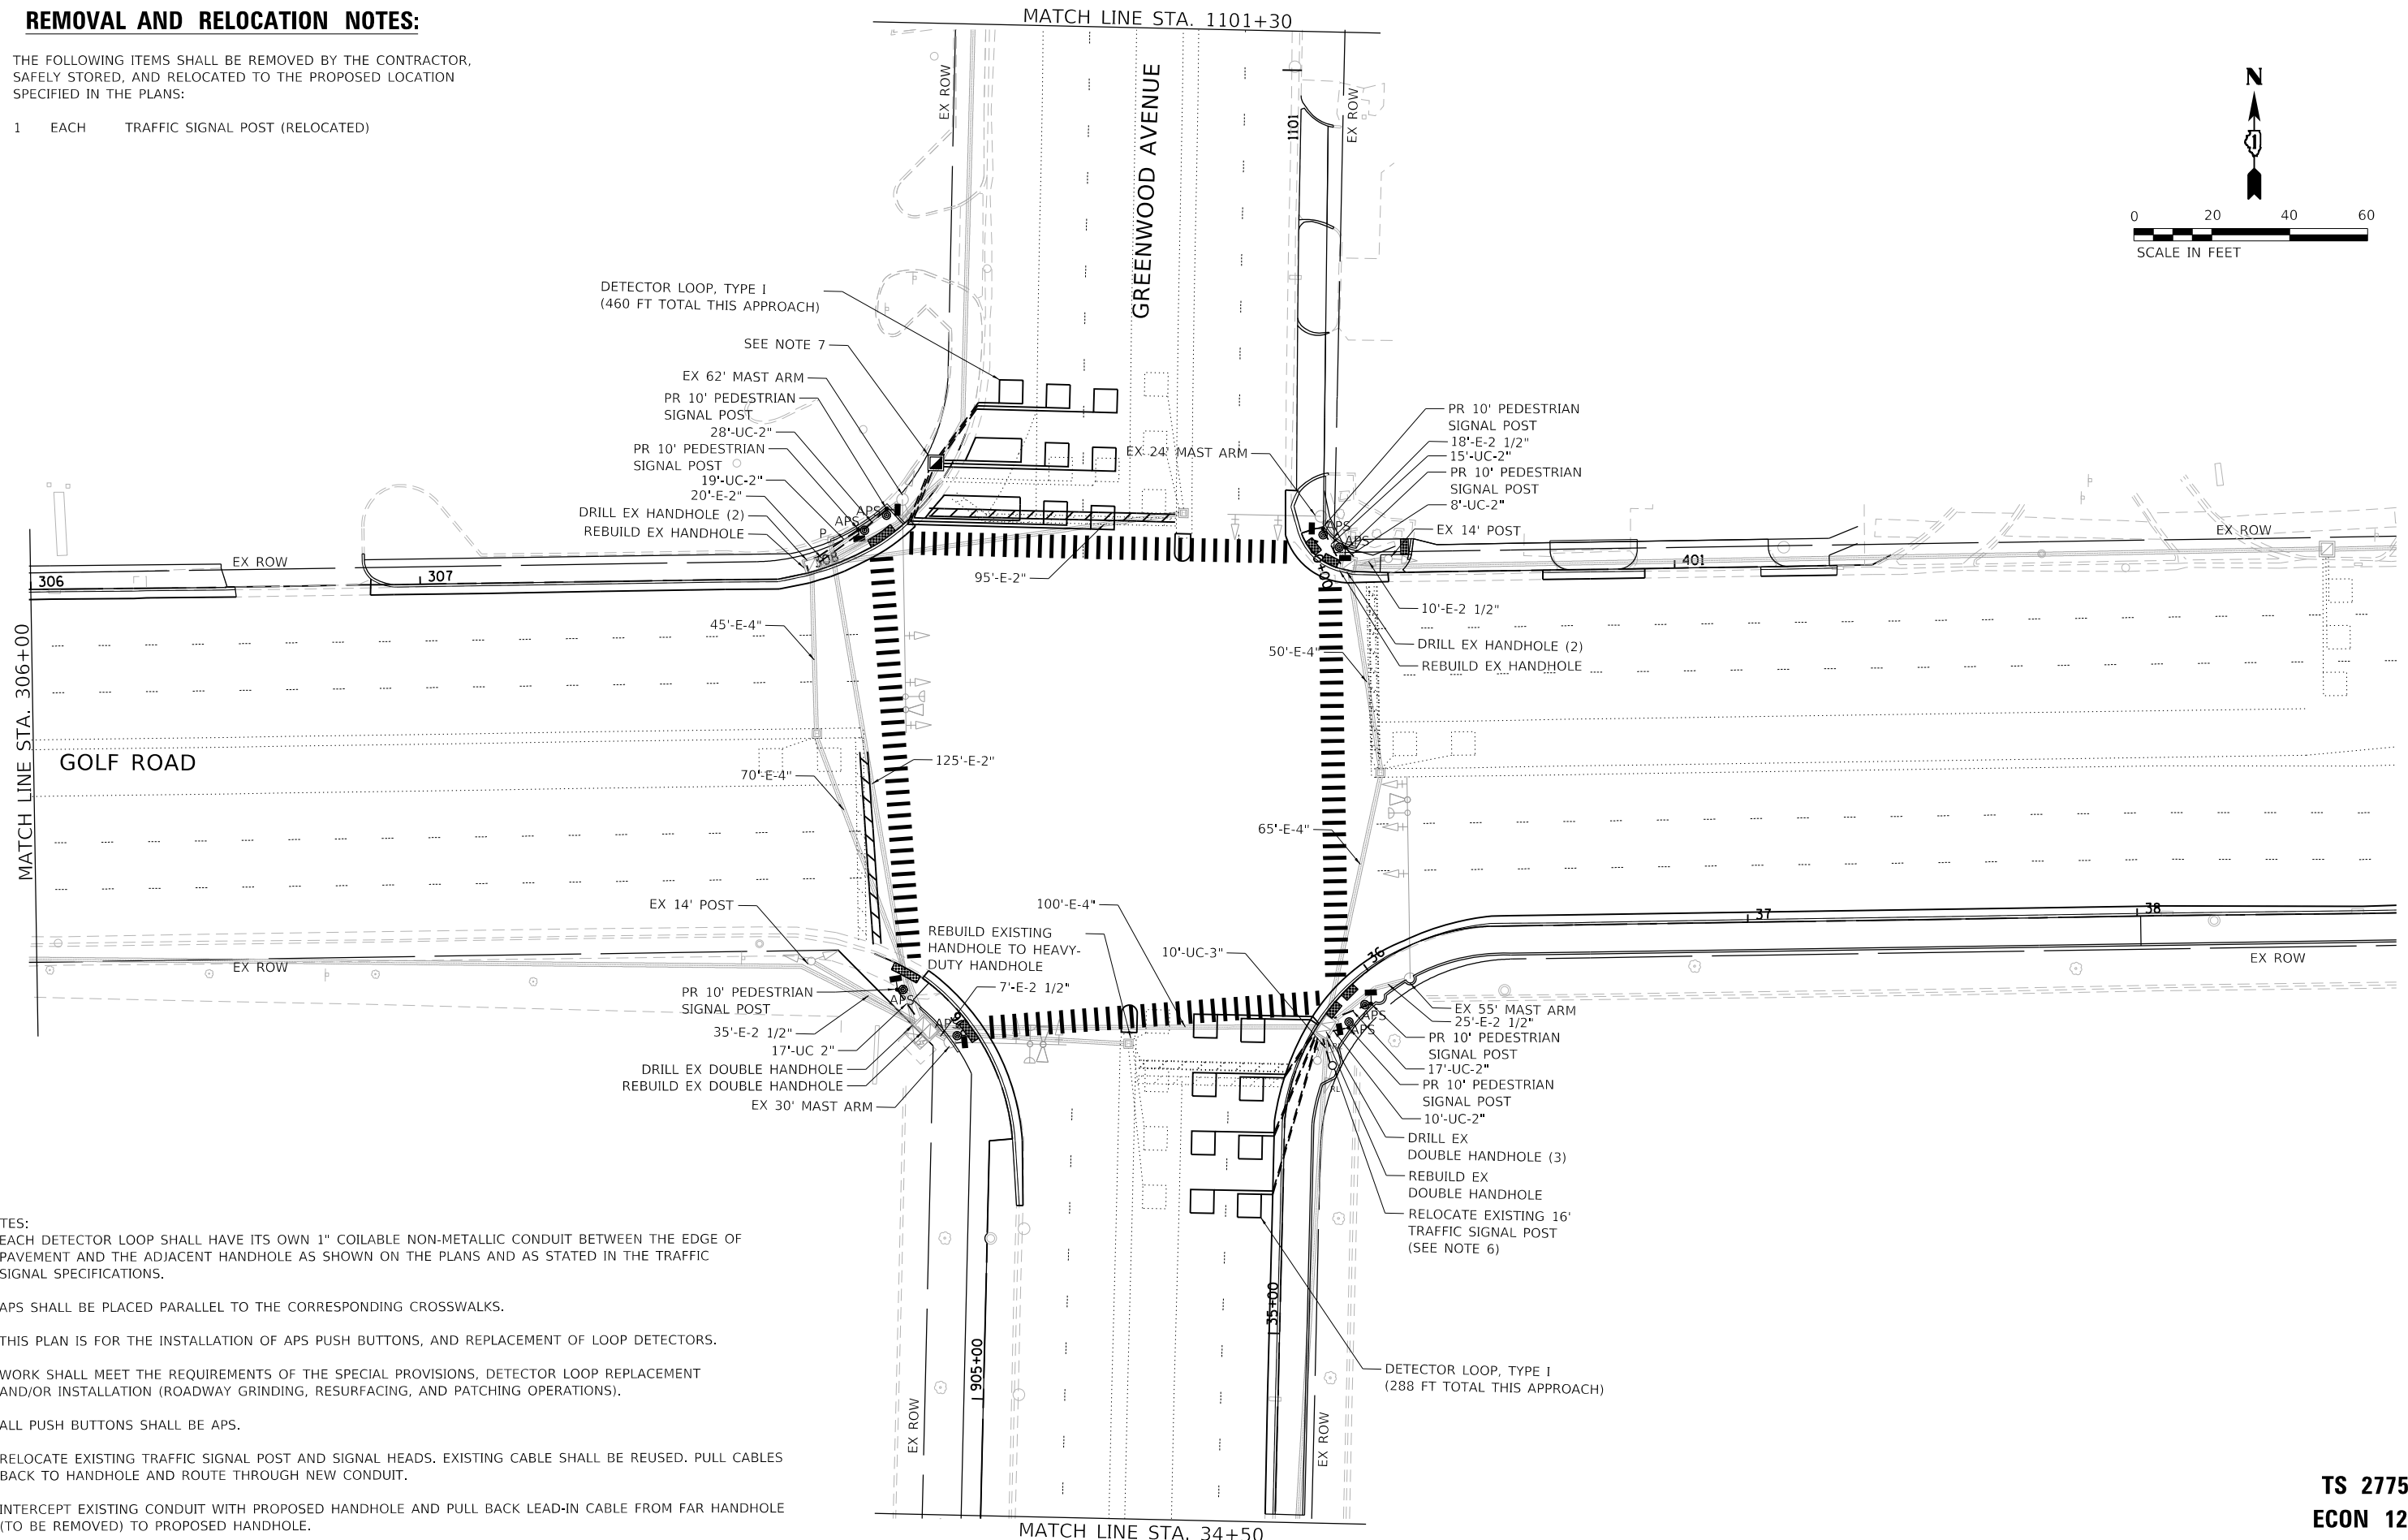 REMOVAL AND RELOCATION NOTES:
THE FOLLOWING ITEMS SHALL BE REMOVED BY THE CONTRACTOR,
SAFELY STORED, AND RELOCATED TO THE PROPOSED LOCATION
SPECIFIED IN THE PLANS:
1 EACH TRAFFIC SIGNAL POST (RELOCATED)
MATCH LINE STA. 1101+30
EX ROW
GREENWOOD AVENUE
1101
EX ROW
N
1
0 20 40 60
SCALE IN FEET
DETECTOR LOOP, TYPE I
(460 FT TOTAL THIS APPROACH)
SEE NOTE 7
EX 62' MAST ARM
PR 10' PEDESTRIAN
SIGNAL POST
28'-UC-2"
PR 10' PEDESTRIAN
SIGNAL POST
19'-UC-2"
20'-E-2"
DRILL EX HANDHOLE (2)
REBUILD EX HANDHOLE
APS
APS
P
EX 24' MAST ARM
PR 10' PEDESTRIAN
SIGNAL POST
18'-E-2 1/2"
15'-UC-2"
PR 10' PEDESTRIAN
SIGNAL POST
8'-UC-2"
EX 14' POST
APS
APS
EX ROW
EX ROW
306
307
308
401
95'-E-2"
10'-E-2 1/2"
DRILL EX HANDHOLE (2)
REBUILD EX HANDHOLE
45'-E-4"
50'-E-4"
MATCH LINE STA. 306+00
GOLF ROAD
70'-E-4"
125'-E-2"
65'-E-4"
EX 14' POST
100'-E-4"
REBUILD EXISTING
HANDHOLE TO HEAVY-
DUTY HANDHOLE
10'-UC-3"
36
37
38
EX ROW
EX ROW
PR 10' PEDESTRIAN
SIGNAL POST
APS
7'-E-2 1/2"
35'-E-2 1/2"
17'-UC 2"
DRILL EX DOUBLE HANDHOLE
REBUILD EX DOUBLE HANDHOLE
EX 30' MAST ARM
APS
EX 55' MAST ARM
25'-E-2 1/2"
PR 10' PEDESTRIAN
SIGNAL POST
17'-UC-2"
PR 10' PEDESTRIAN
SIGNAL POST
10'-UC-2"
DRILL EX
DOUBLE HANDHOLE (3)
REBUILD EX
DOUBLE HANDHOLE
RELOCATE EXISTING 16'
TRAFFIC SIGNAL POST
(SEE NOTE 6)
APS
APS
RL
35+00
905+00
DETECTOR LOOP, TYPE I
(288 FT TOTAL THIS APPROACH)
EX ROW
EX ROW
MATCH LINE STA. 34+50
TES:
EACH DETECTOR LOOP SHALL HAVE ITS OWN 1" COILABLE NON-METALLIC CONDUIT BETWEEN THE EDGE OF
PAVEMENT AND THE ADJACENT HANDHOLE AS SHOWN ON THE PLANS AND AS STATED IN THE TRAFFIC
SIGNAL SPECIFICATIONS.
APS SHALL BE PLACED PARALLEL TO THE CORRESPONDING CROSSWALKS.
THIS PLAN IS FOR THE INSTALLATION OF APS PUSH BUTTONS, AND REPLACEMENT OF LOOP DETECTORS.
WORK SHALL MEET THE REQUIREMENTS OF THE SPECIAL PROVISIONS, DETECTOR LOOP REPLACEMENT
AND/OR INSTALLATION (ROADWAY GRINDING, RESURFACING, AND PATCHING OPERATIONS).
ALL PUSH BUTTONS SHALL BE APS.
RELOCATE EXISTING TRAFFIC SIGNAL POST AND SIGNAL HEADS. EXISTING CABLE SHALL BE REUSED. PULL CABLES
BACK TO HANDHOLE AND ROUTE THROUGH NEW CONDUIT.
INTERCEPT EXISTING CONDUIT WITH PROPOSED HANDHOLE AND PULL BACK LEAD-IN CABLE FROM FAR HANDHOLE
(TO BE REMOVED) TO PROPOSED HANDHOLE.
TS 2775
ECON 12